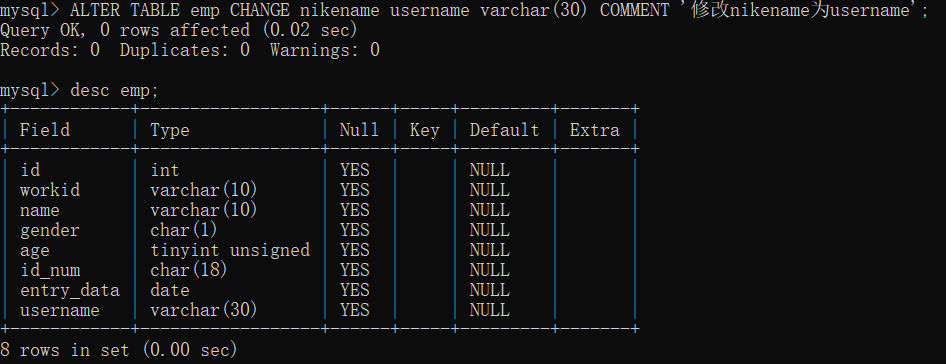 mysql> ALTER TABLE emp CHANGE nikename username varchar(30) COMMENT '修改nikename为username';
Query OK, 0 rows affected (0.02 sec)
Records: 0  Duplicates: 0  Warnings: 0

mysql> desc emp;
+------------+------------------+------+-----+---------+-------+
| Field      | Type             | Null | Key | Default | Extra |
+------------+------------------+------+-----+---------+-------+
| id         | int              | YES  |     | NULL    |       |
| workid     | varchar(10)      | YES  |     | NULL    |       |
| name       | varchar(10)      | YES  |     | NULL    |       |
| gender     | char(1)          | YES  |     | NULL    |       |
| age        | tinyint unsigned | YES  |     | NULL    |       |
| id_num     | char(18)         | YES  |     | NULL    |       |
| entry_data | date             | YES  |     | NULL    |       |
| username   | varchar(30)      | YES  |     | NULL    |       |
+------------+------------------+------+-----+---------+-------+
8 rows in set (0.00 sec)